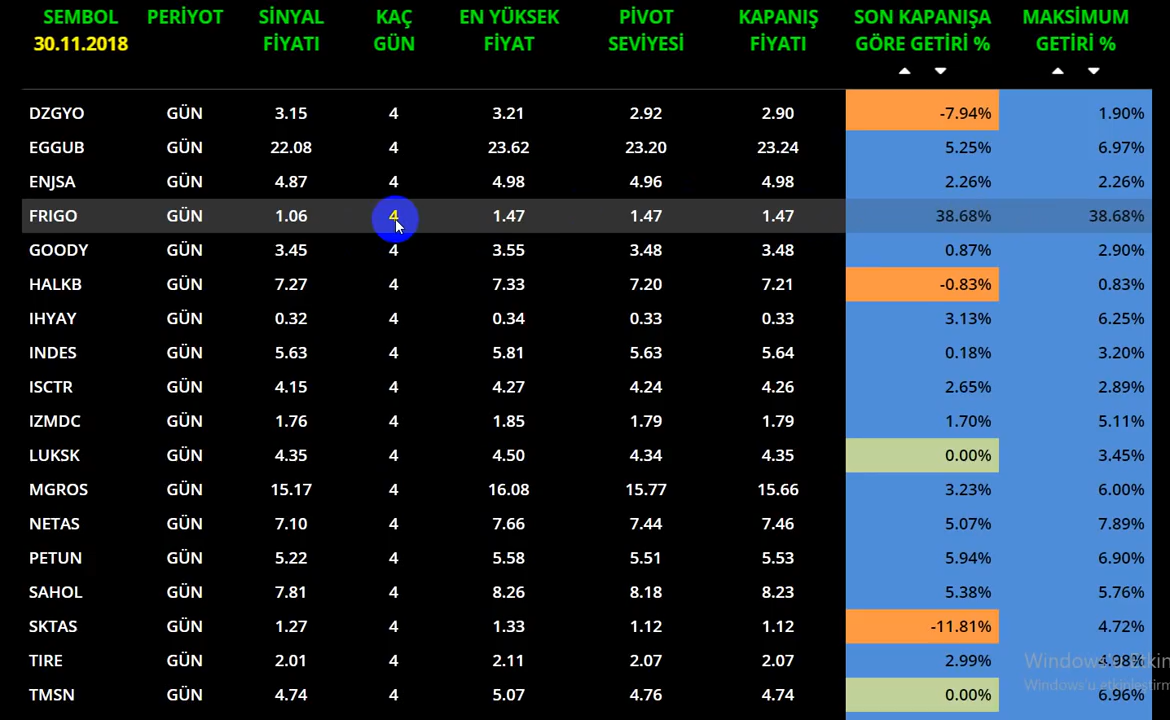 SEMBOL PERİYOT SİNYAL KAÇ EN YÜKSEK PİVOT KAPANIŞ SON KAPANIŞA MAKSİMUM
30.11.2018 FİYATI GÜN FİYAT SEVİYESİ FİYATI GÖRE GETİRİ % GETİRİ %
DZGYO GÜN 3.15 4 3.21 2.92 2.90 -7.94% 1.90%
EGGUB GÜN 22.08 4 23.62 23.20 23.24 5.25% 6.97%
ENJSA GÜN 4.87 4 4.98 4.96 4.98 2.26% 2.26%
FRIGO GÜN 1.06 4 1.47 1.47 1.47 38.68% 38.68%
GOODY GÜN 3.45 4 3.55 3.48 3.48 0.87% 2.90%
HALKB GÜN 7.27 4 7.33 7.20 7.21 -0.83% 0.83%
IHYAY GÜN 0.32 4 0.34 0.33 0.33 3.13% 6.25%
INDES GÜN 5.63 4 5.81 5.63 5.64 0.18% 3.20%
ISCTR GÜN 4.15 4 4.27 4.24 4.26 2.65% 2.89%
IZMDC GÜN 1.76 4 1.85 1.79 1.79 1.70% 5.11%
LUKSK GÜN 4.35 4 4.50 4.34 4.35 0.00% 3.45%
MGROS GÜN 15.17 4 16.08 15.77 15.66 3.23% 6.00%
NETAS GÜN 7.10 4 7.66 7.44 7.46 5.07% 7.89%
PETUN GÜN 5.22 4 5.58 5.51 5.53 5.94% 6.90%
SAHOL GÜN 7.81 4 8.26 8.18 8.23 5.38% 5.76%
SKTAS GÜN 1.27 4 1.33 1.12 1.12 -11.81% 4.72%
TIRE GÜN 2.01 4 2.11 2.07 2.07 2.99% 4.98%
Windows'u Etkin
TMSN GÜN 4.74 4 5.07 4.76 4.74 0.00% 6.96%
Windows'u etkinleştirm